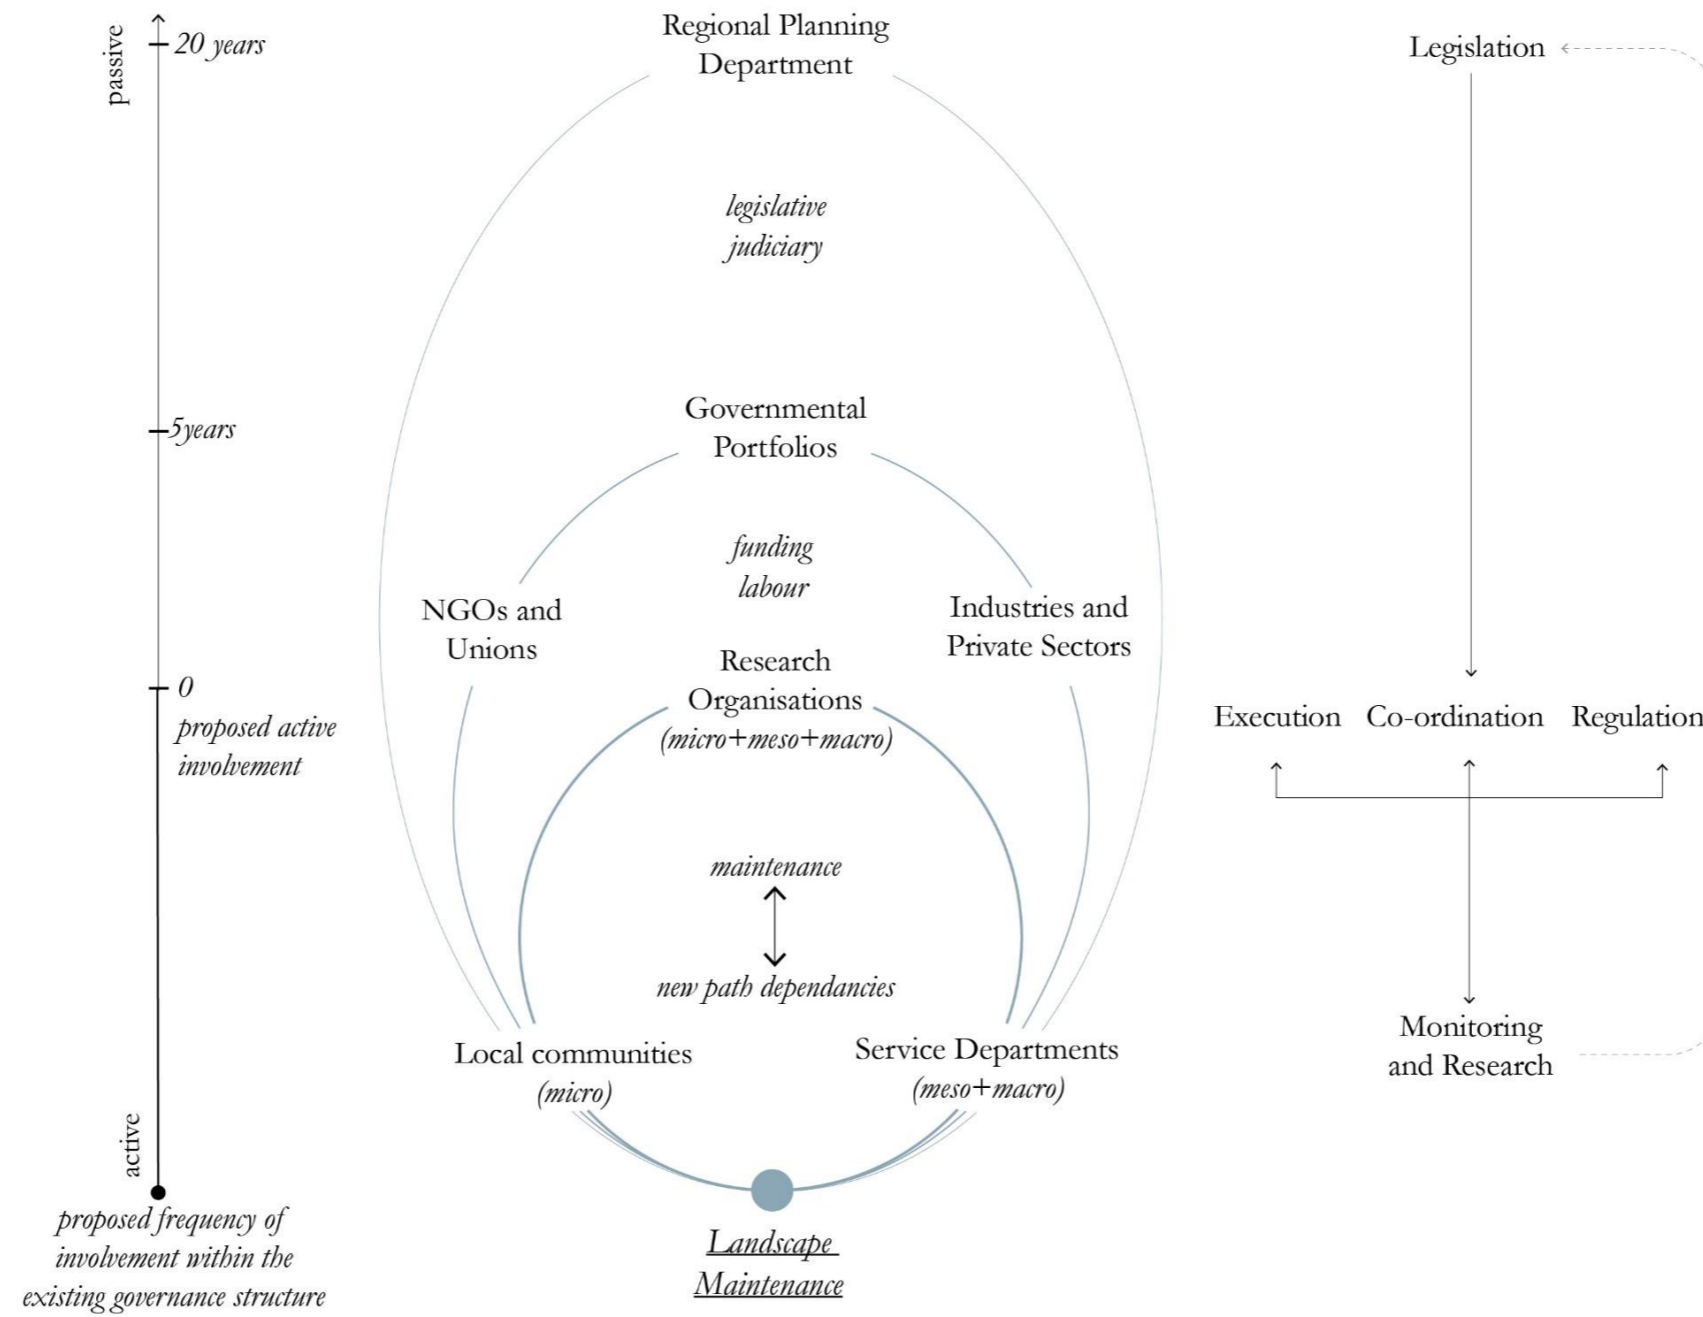 passive
20 years
5years
0
proposed active
involvement
active
proposed frequency of
involvement within the
existing governance structure
Regional Planning
Department
legislative
judiciary
Governmental
Portfolios
funding
labour
NGOs and
Unions
Industries and
Private Sectors
Research
Organisations
(micro+meso+macro)
maintenance
new path dependancies
Local communities
(micro)
Service Departments
(meso+macro)
Landscape
Maintenance
Legislation
Execution
Co-ordination
Regulation
Monitoring
and Research